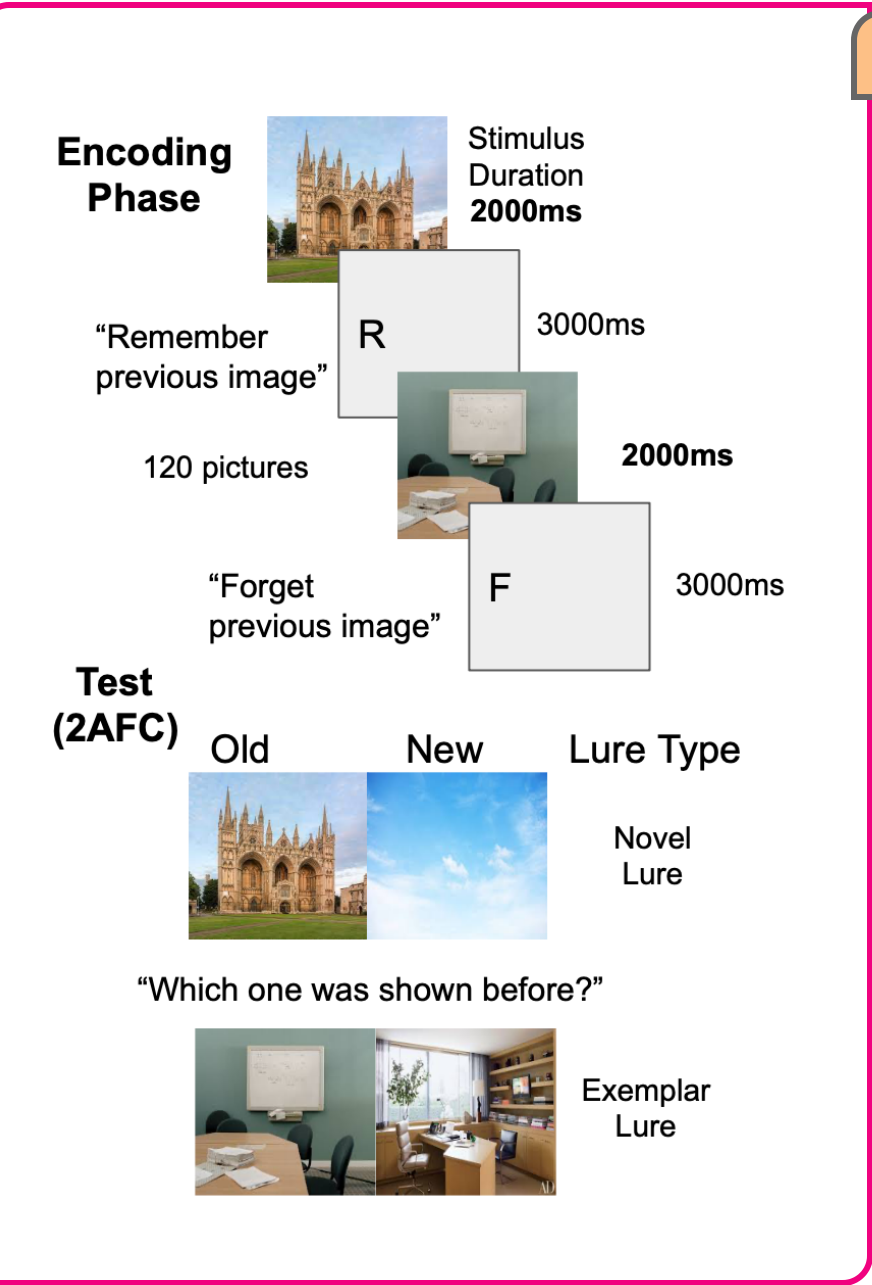 Encoding
Phase
Stimulus
Duration
2000ms
“Remember
previous image”
R
3000ms
120 pictures
2000ms
“Forget
previous image”
F
3000ms
Test
(2AFC)
Old
New
Lure Type
Novel
Lure
“Which one was shown before?”
Exemplar
Lure
AD